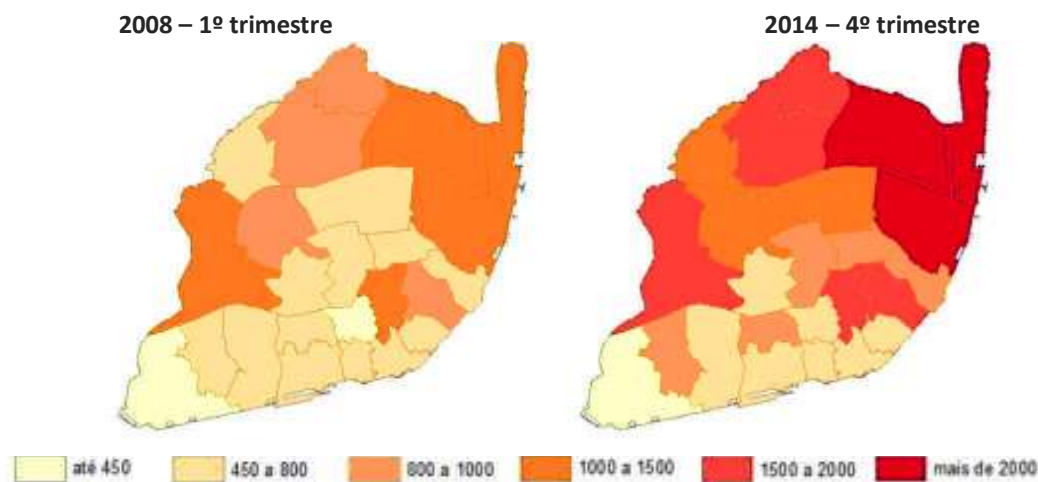 2008 – 1º trimestre
2014 – 4º trimestre
até 450
450 a 800
800 a 1000
1000 a 1500
1500 a 2000
mais de 2000